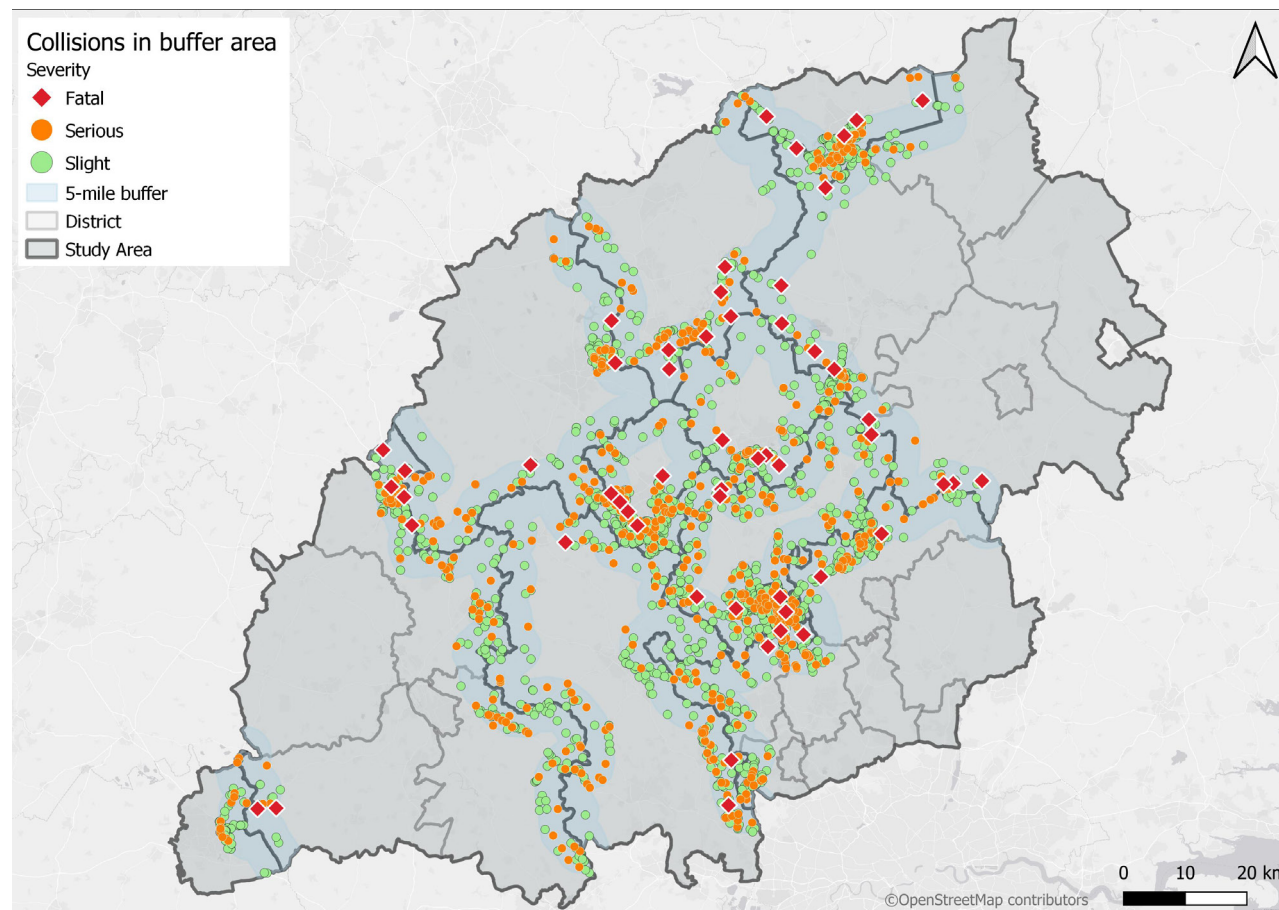 Collisions in buffer area
Severity
Fatal
Serious
Slight
5-mile buffer
District
Study Area
0 10 20 km
©OpenStreetMap contributors